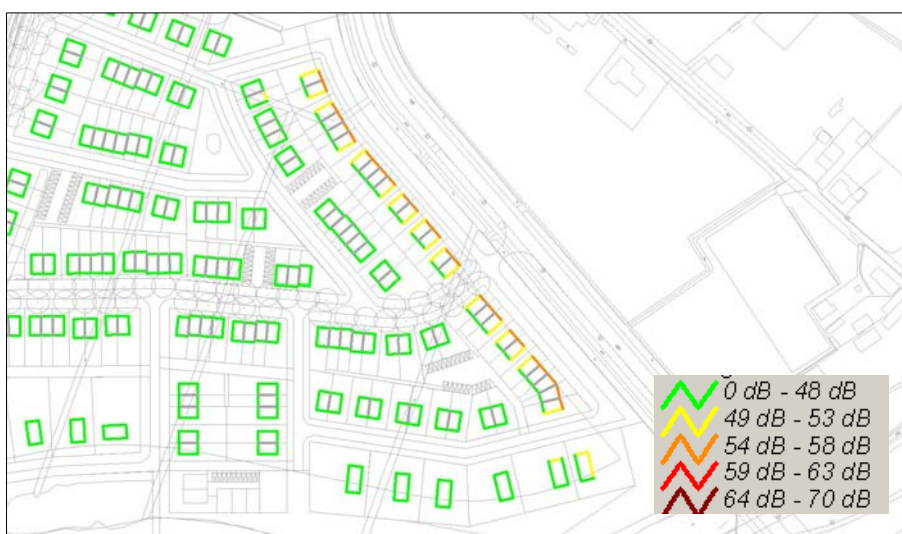 0 dB - 48 dB
49 dB - 53 dB
54 dB - 58 dB
59 dB - 63 dB
64 dB - 70 dB